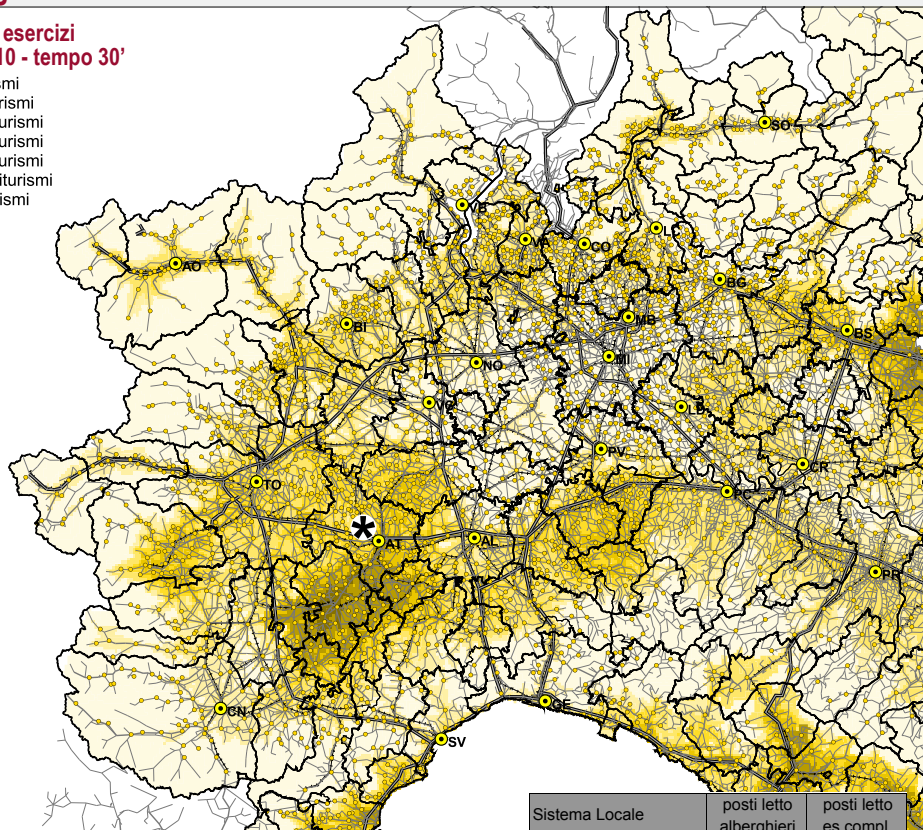 esercizi
10 - tempo 30'
smi
rismi
urismi
urismi
urismi
iturismi
ismi
SO
VB
VA
CO
LC
AO
BG
BI
MB
BS
MI
NO
VC
LD
PV
CR
TO
PC
*
AT
AL
PR
CN
GE
SV
Sistema Locale
posti letto
alberghieri
posti letto
es compl